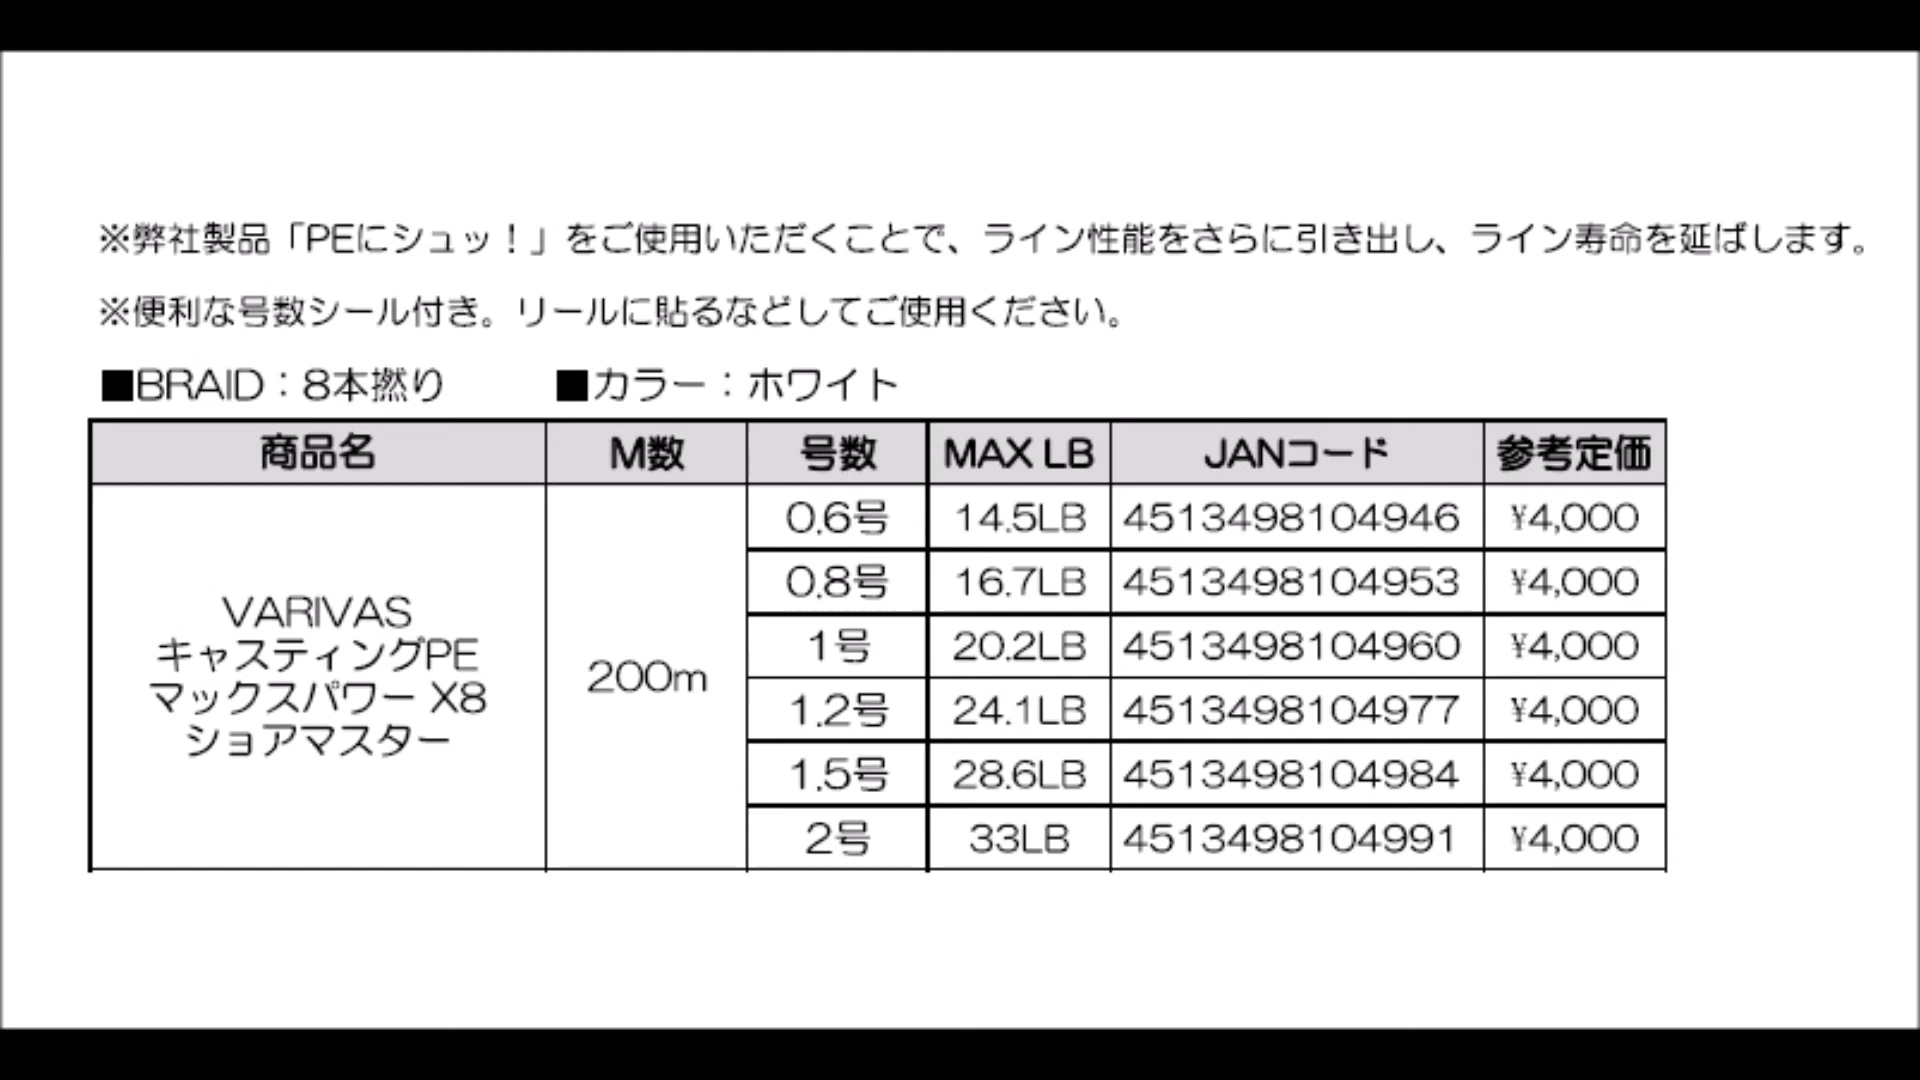 ※弊社製品「PEにシュッ！」をご使用いただくことで、ライン性能をさらに引き出し、ライン寿命を延ばします。
※便利な号数シール付き。リールに貼るなどしてご使用ください。
■BRAID：8本撚り ■カラー：ホワイト
商品名 M数 号数 MAX LB JANコード 参考定価
VARIVAS
キャスティングPE
マックスパワー X8
ショアマスター
200m
0.6号 14.5LB 4513498104946 ¥4,000
0.8号 16.7LB 4513498104953 ¥4,000
1号 20.2LB 4513498104960 ¥4,000
1.2号 24.1LB 4513498104977 ¥4,000
1.5号 28.6LB 4513498104984 ¥4,000
2号 33LB 4513498104991 ¥4,000